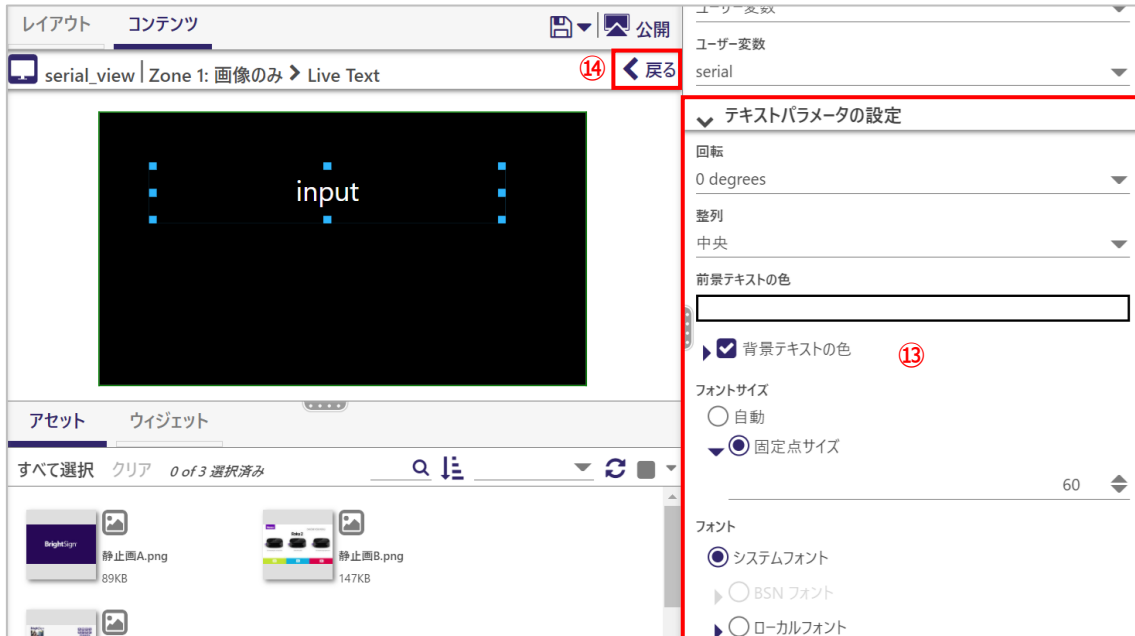 レイアウト
コンテンツ
公開
serial_view
Zone 1: 画像のみ
Live Text
⑭
戻る
input
アセット
ウィジェット
すべて選択
クリア
0 of 3 選択済み
BrightSign
静止画A.png
89KB
静止画B.png
147KB
ユーザー変数
ユーザー変数
serial
テキストパラメータの設定
回転
0 degrees
整列
中央
前景テキストの色
背景テキストの色
⑬
フォントサイズ
自動
固定点サイズ
60
フォント
システムフォント
BSN フォント
ローカルフォント